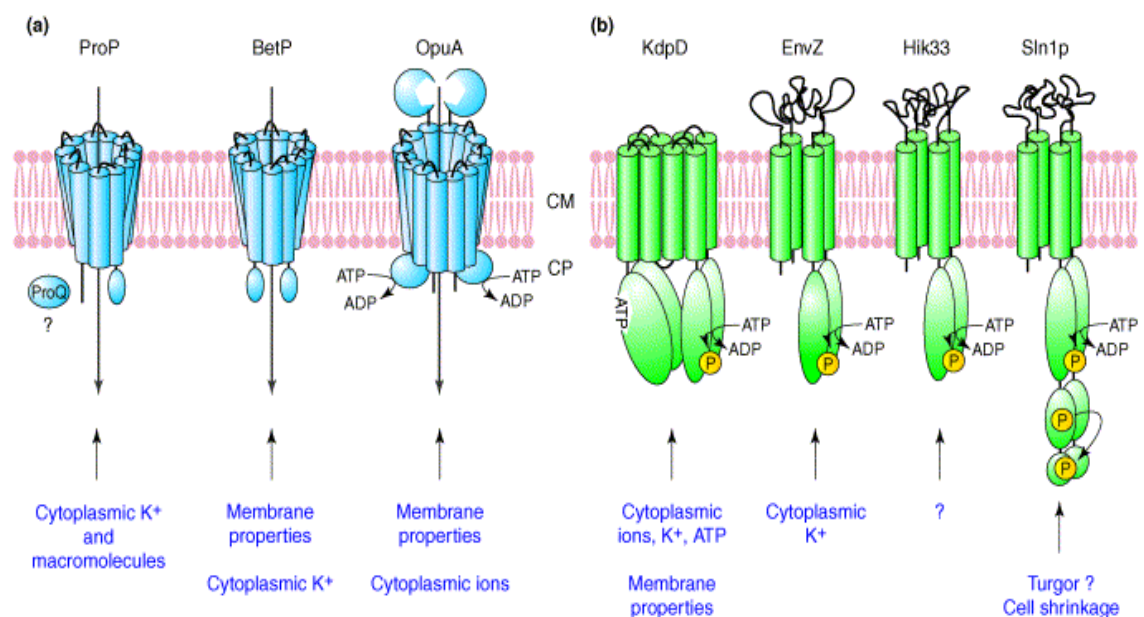 (a)
ProP
BetP
OpuA
CM
CP
ProQ
?
ATP
ADP
ATP
ADP
Cytoplasmic K+
and
macromolecules
Membrane
properties
Cytoplasmic K+
Membrane
properties
Cytoplasmic ions
(b)
KdpD
EnvZ
Hik33
Sln1p
ATP
P
ATP
ADP
P
ATP
ADP
P
ATP
ADP
P
ATP
ADP
P
P
Cytoplasmic
ions, K+, ATP
Membrane
properties
Cytoplasmic
K+
?
Turgor ?
Cell shrinkage